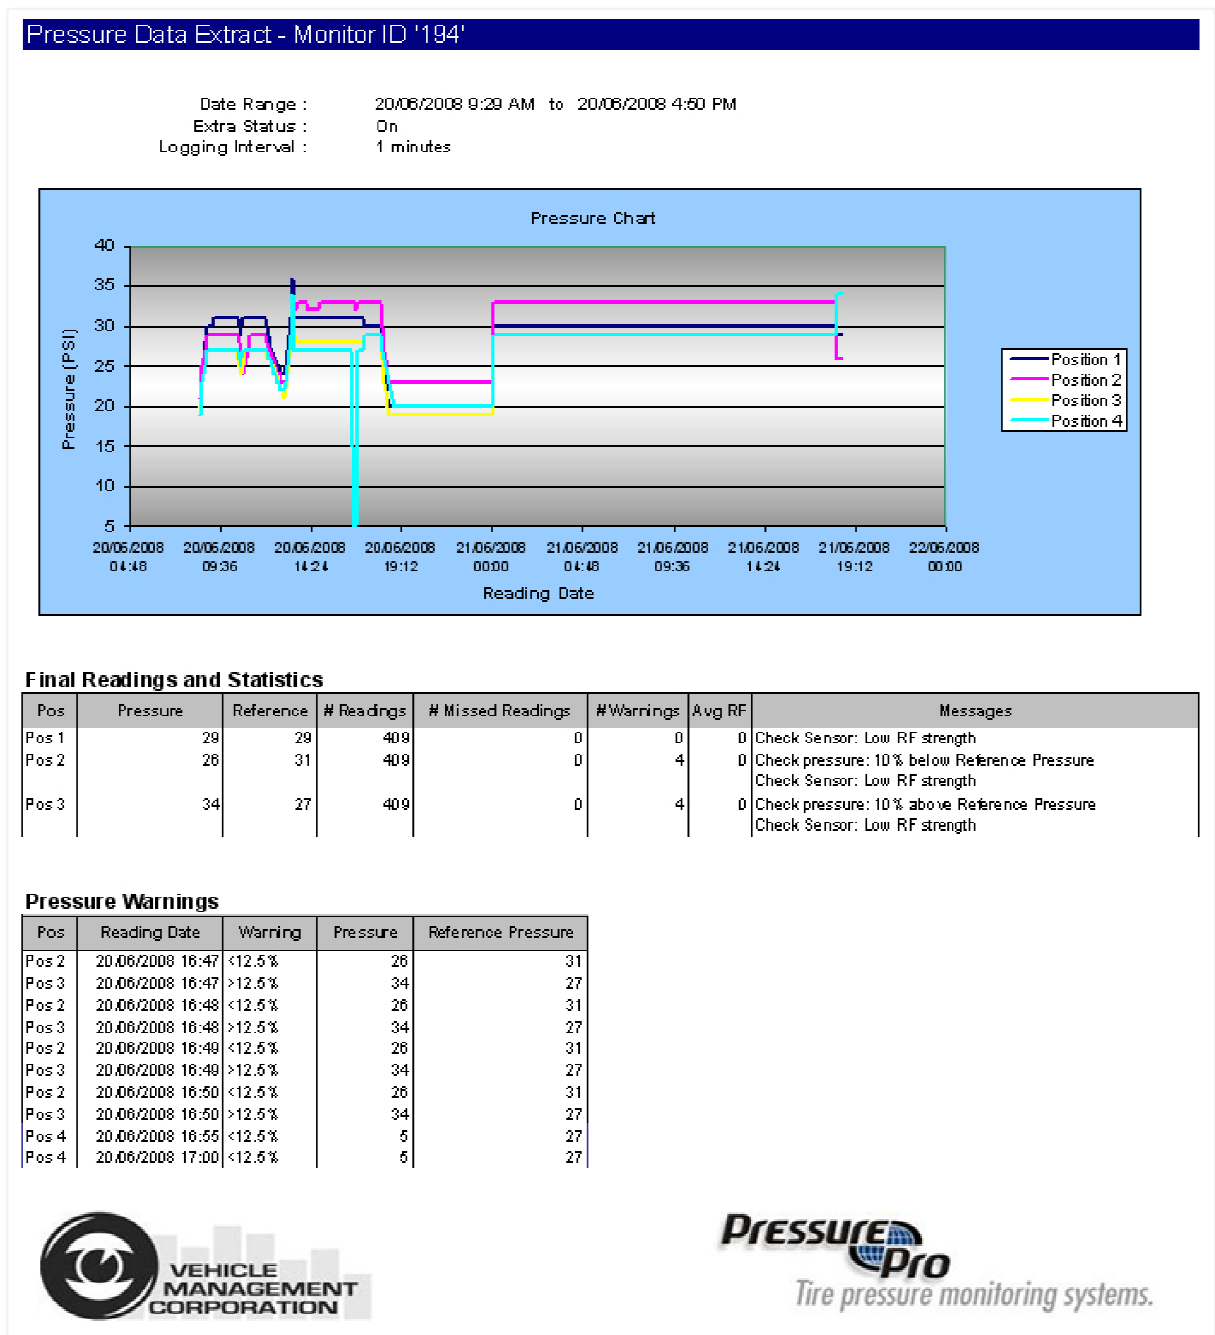 Pressure Data Extract - Monitor ID '194'
Date Range : 20/06/2008 9:29 AM to 20/06/2008 4:50 PM
Extra Status : On
Logging Interval : 1 minutes
Pressure Chart
40
35
30
25
20
15
10
5
Pressure (PSI)
20/06/2008 20/06/2008 20/06/2008 20/06/2008 21/06/2008 21/06/2008 21/06/2008 21/06/2008 21/06/2008 22/06/2008
04:48 09:36 14:24 19:12 00:00 04:48 09:36 14:24 19:12 00:00
Reading Date
Position 1
Position 2
Position 3
Position 4
Final Readings and Statistics
Pos Pressure Reference # Readings # Missed Readings # Warnings Avg RF Messages
Pos 1 29 29 409 0 0 0 Check Sensor: Low RF strength
Pos 2 26 31 409 0 4 0 Check pressure: 10% below Reference Pressure
Check Sensor: Low RF strength
Pos 3 34 27 409 0 4 0 Check pressure: 10% above Reference Pressure
Check Sensor: Low RF strength
Pressure Warnings
Pos Reading Date Warning Pressure Reference Pressure
Pos 2 20/06/2008 16:47 <12.5% 26 31
Pos 3 20/06/2008 16:47 >12.5% 34 27
Pos 2 20/06/2008 16:48 <12.5% 26 31
Pos 3 20/06/2008 16:48 >12.5% 34 27
Pos 2 20/06/2008 16:49 <12.5% 26 31
Pos 3 20/06/2008 16:49 >12.5% 34 27
Pos 2 20/06/2008 16:50 <12.5% 26 31
Pos 3 20/06/2008 16:50 >12.5% 34 27
Pos 4 20/06/2008 16:55 <12.5% 5 27
Pos 4 20/06/2008 17:00 <12.5% 5 27
VEHICLE
MANAGEMENT
CORPORATION
Pressure
Pro
Tire pressure monitoring systems.